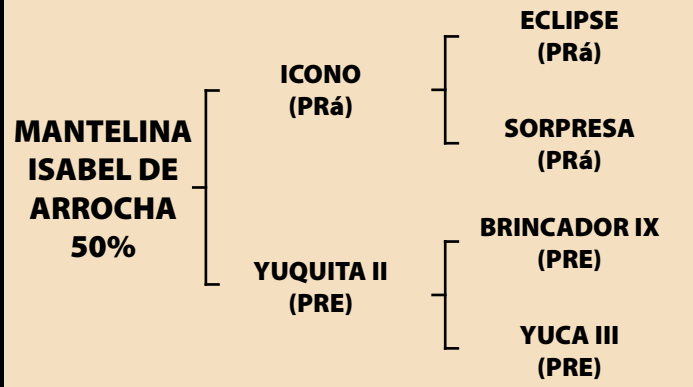 MANTELINA
ISABEL DE
ARROCHA
50%
ICONO
(PRá)
YUQUITA II
(PRE)
ECLIPSE
(PRá)
SORPRESA
(PRá)
BRINCADOR IX
(PRE)
YUCA III
(PRE)